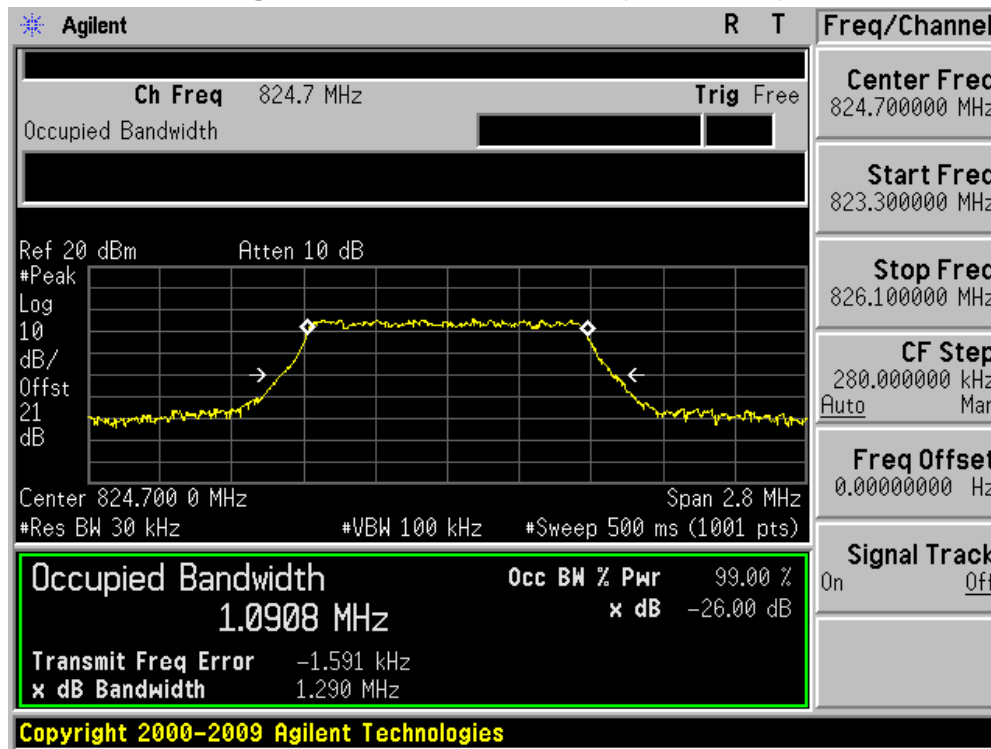 Agilent R T Freq/Channel
Ch Freq 824.7 MHz Trig Free
Occupied Bandwidth
Center Freq
824.700000 MHz
Start Freq
823.300000 MHz
Stop Freq
826.100000 MHz
CF Step
280.000000 kHz
Auto Man
Freq Offset
0.00000000 Hz
Signal Track
On Off
Ref 20 dBm Atten 10 dB
#Peak
Log
10
dB/
Offst
21
dB
Center 824.700 0 MHz Span 2.8 MHz
#Res BW 30 kHz #VBW 100 kHz #Sweep 500 ms (1001 pts)
Occupied Bandwidth Occ BW % Pwr 99.00 %
1.0908 MHz x dB -26.00 dB
Transmit Freq Error -1.591 kHz
x dB Bandwidth 1.290 MHz
Copyright 2000-2009 Agilent Technologies